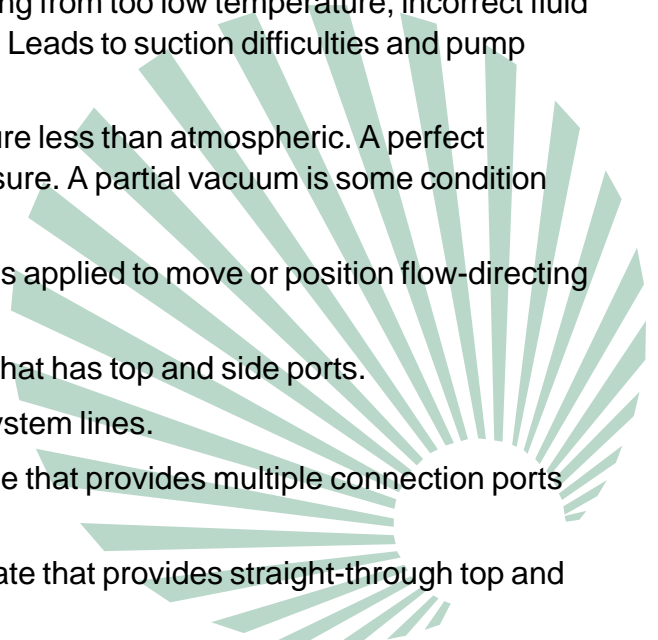 ng from too low temperature, incorrect fluid
Leads to suction difficulties and pump
re less than atmospheric. A perfect
sure. A partial vacuum is some condition
s applied to move or position flow-directing
hat has top and side ports.
ystem lines.
e that provides multiple connection ports
ate that provides straight-through top and